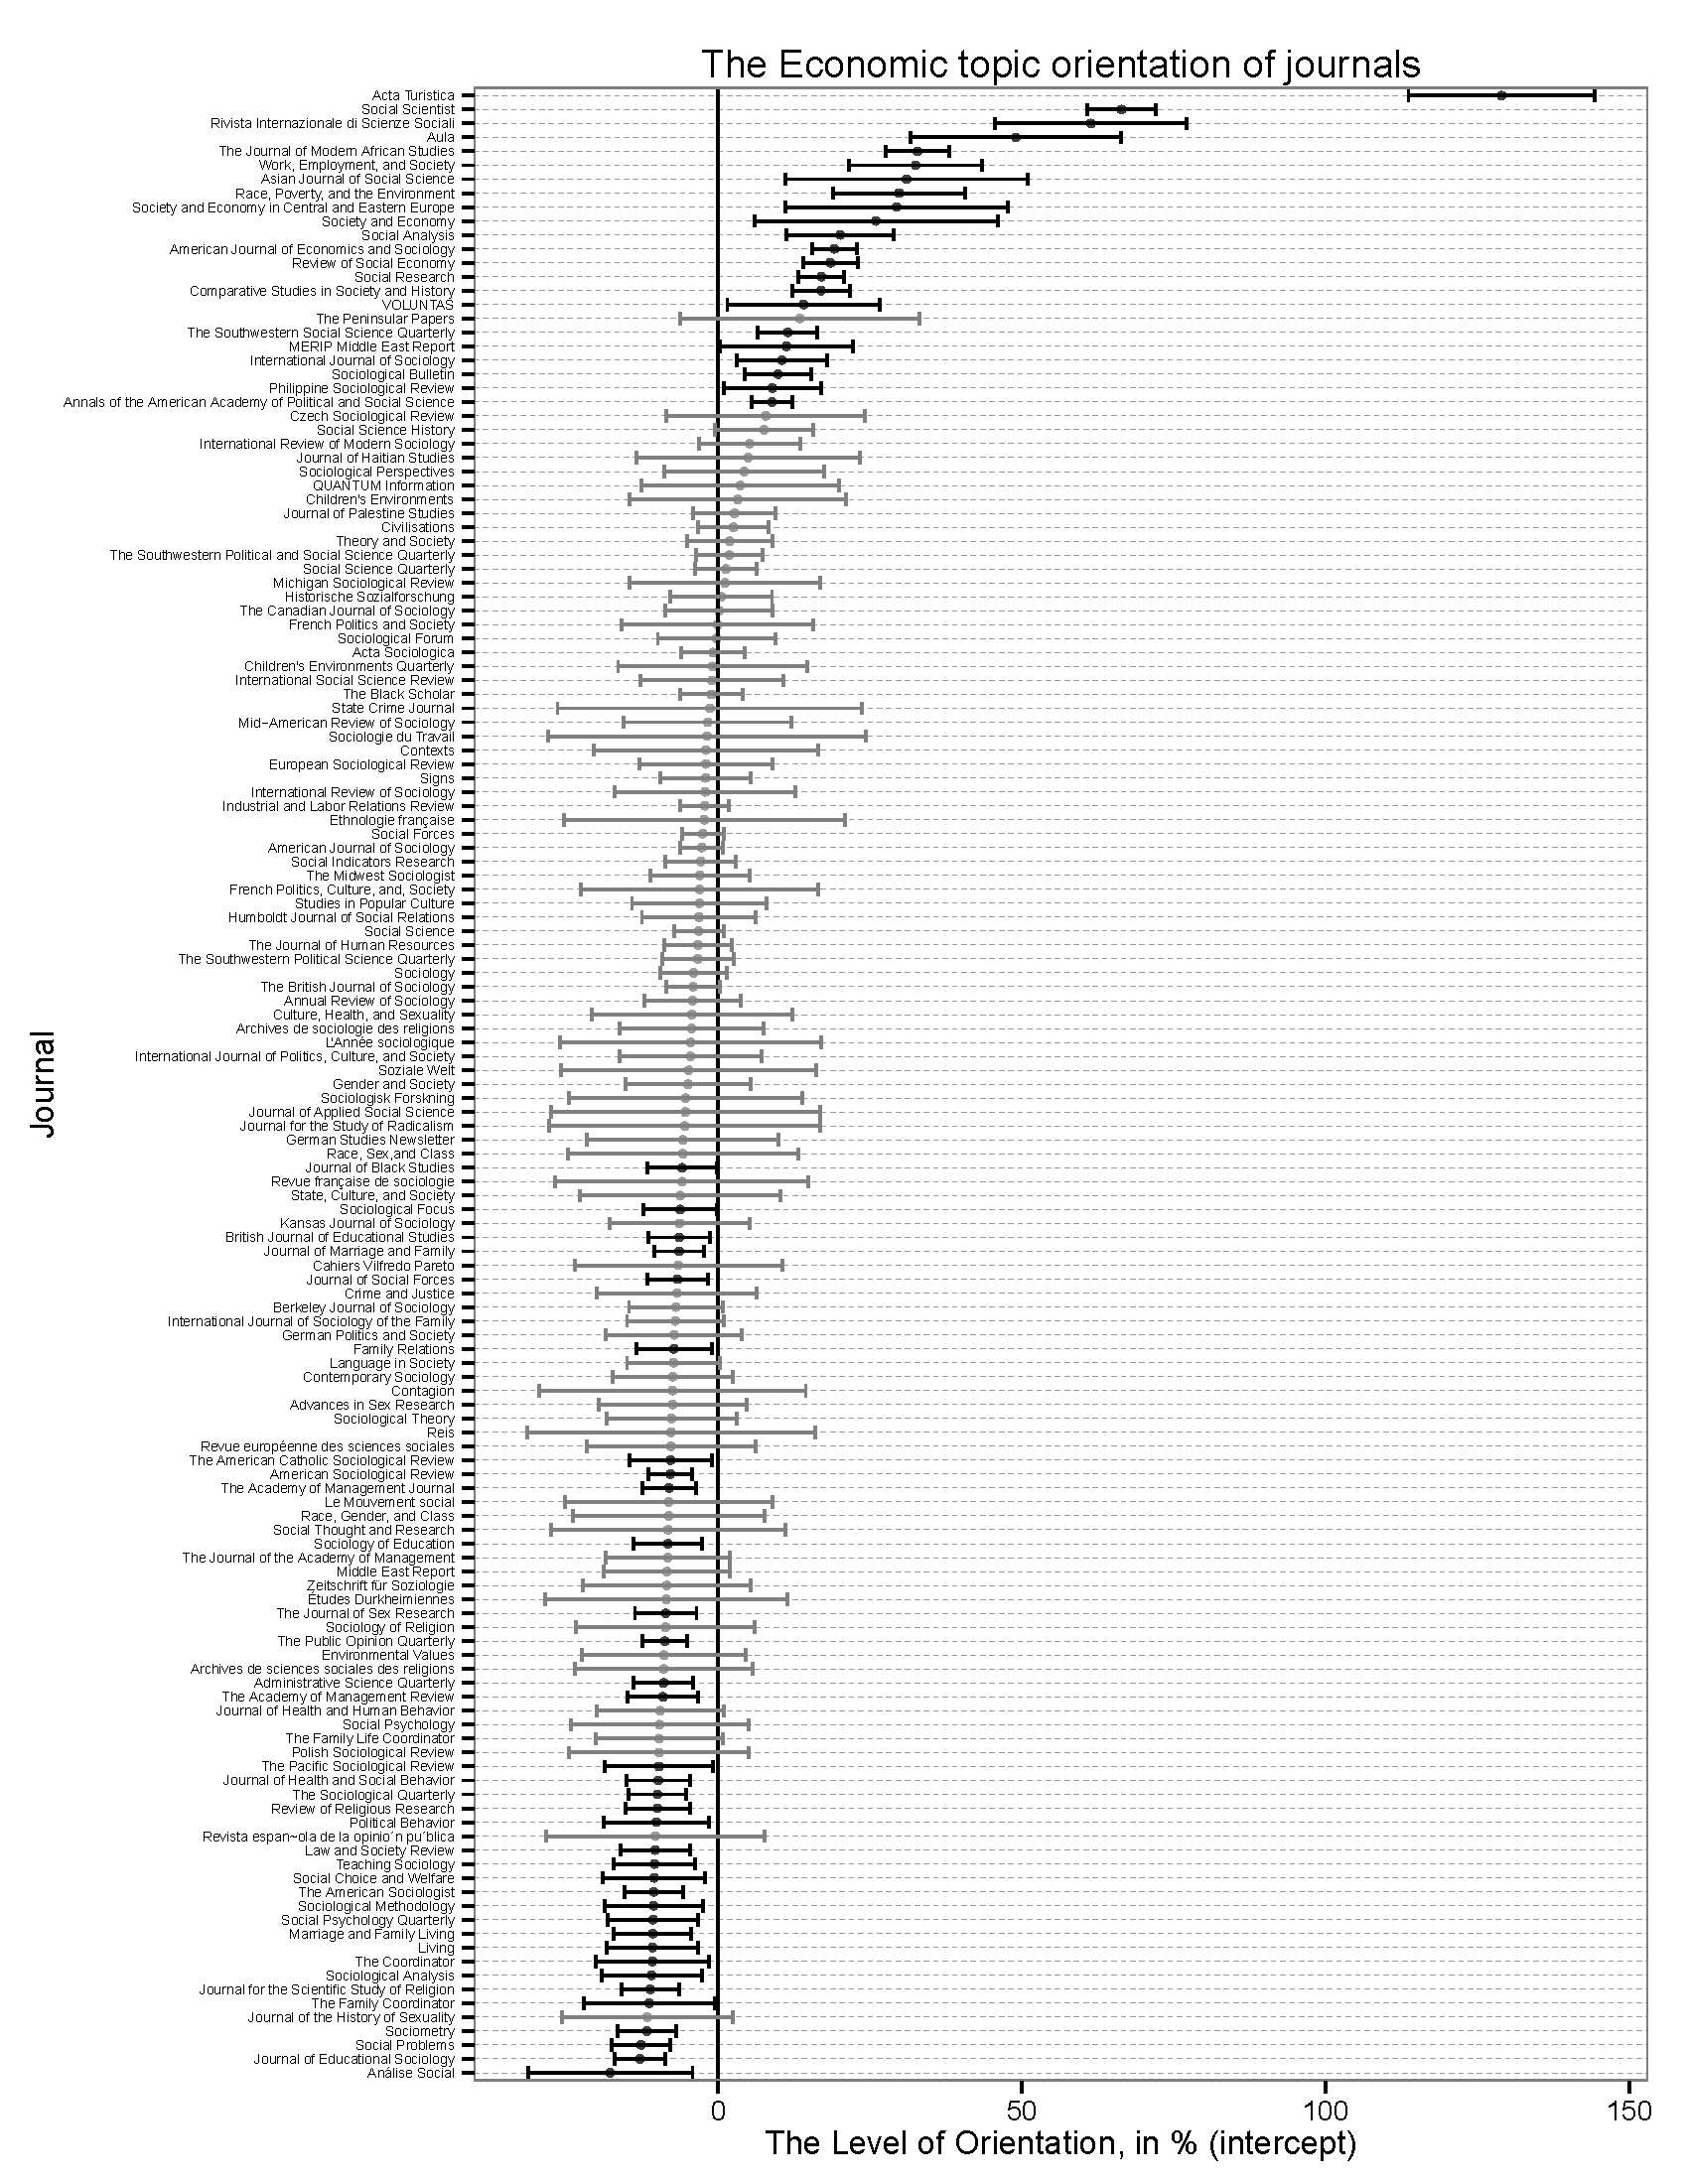 The Economic topic orientation of journals
Acta Turistica
Social Scientist
Rivista Internazionale di Scienze Sociali
Aula
The Journal of Modern African Studies
Work, Employment, and Society
Asian Journal of Social Science
Race, Poverty, and the Environment
Society and Economy in Central and Eastern Europe
Society and Economy
Social Analysis
American Journal of Economics and Sociology
Review of Social Economy
Social Research
Comparative Studies in Society and History
VOLUNTAS
The Peninsular Papers
The Southwestern Social Science Quarterly
MERIP Middle East Report
International Journal of Sociology
Sociological Bulletin
Philippine Sociological Review
Annals of the American Academy of Political and Social Science
Czech Sociological Review
Social Science History
International Review of Modern Sociology
Journal of Haitian Studies
Sociological Perspectives
QUANTUM Information
Children's Environments
Journal of Palestine Studies
Civilisations
Theory and Society
The Southwestern Political and Social Science Quarterly
Social Science Quarterly
Michigan Sociological Review
Historische Sozialforschung
The Canadian Journal of Sociology
French Politics and Society
Sociological Forum
Acta Sociologica
Children's Environments Quarterly
International Social Science Review
The Black Scholar
State Crime Journal
Mid−American Review of Sociology
Sociologie du Travail
Contexts
European Sociological Review
Signs
International Review of Sociology
Industrial and Labor Relations Review
Ethnologie française
Social Forces
American Journal of Sociology
Social Indicators Research
The Midwest Sociologist
French Politics, Culture, and, Society
Studies in Popular Culture
Humboldt Journal of Social Relations
Social Science
The Journal of Human Resources
The Southwestern Political Science Quarterly
Sociology
The British Journal of Sociology
Annual Review of Sociology
Culture, Health, and Sexuality
Archives de sociologie des religions
L'Année sociologique
International Journal of Politics, Culture, and Society
Soziale Welt
Gender and Society
Sociologisk Forskning
Journal of Applied Social Science
Journal for the Study of Radicalism
German Studies Newsletter
Race, Sex,and Class
Journal of Black Studies
Revue française de sociologie
State, Culture, and Society
Sociological Focus
Kansas Journal of Sociology
British Journal of Educational Studies
Journal of Marriage and Family
Cahiers Vilfredo Pareto
Journal of Social Forces
Crime and Justice
Berkeley Journal of Sociology
International Journal of Sociology of the Family
German Politics and Society
Family Relations
Language in Society
Contemporary Sociology
Contagion
Advances in Sex Research
Sociological Theory
Reis
Revue européenne des sciences sociales
The American Catholic Sociological Review
American Sociological Review
The Academy of Management Journal
Le Mouvement social
Race, Gender, and Class
Social Thought and Research
Sociology of Education
The Journal of the Academy of Management
Middle East Report
Zeitschrift für Soziologie
Études Durkheimiennes
The Journal of Sex Research
Sociology of Religion
The Public Opinion Quarterly
Environmental Values
Archives de sciences sociales des religions
Administrative Science Quarterly
The Academy of Management Review
Journal of Health and Human Behavior
Social Psychology
The Family Life Coordinator
Polish Sociological Review
The Pacific Sociological Review
Journal of Health and Social Behavior
The Sociological Quarterly
Review of Religious Research
Political Behavior
Revista espan~ola de la opinio´n pu´blica
Law and Society Review
Teaching Sociology
Social Choice and Welfare
The American Sociologist
Sociological Methodology
Social Psychology Quarterly
Marriage and Family Living
Living
The Coordinator
Sociological Analysis
Journal for the Scientific Study of Religion
The Family Coordinator
Journal of the History of Sexuality
Sociometry
Social Problems
Journal of Educational Sociology
Análise Social
Journal
0 50 100 150
The Level of Orientation, in % (intercept)